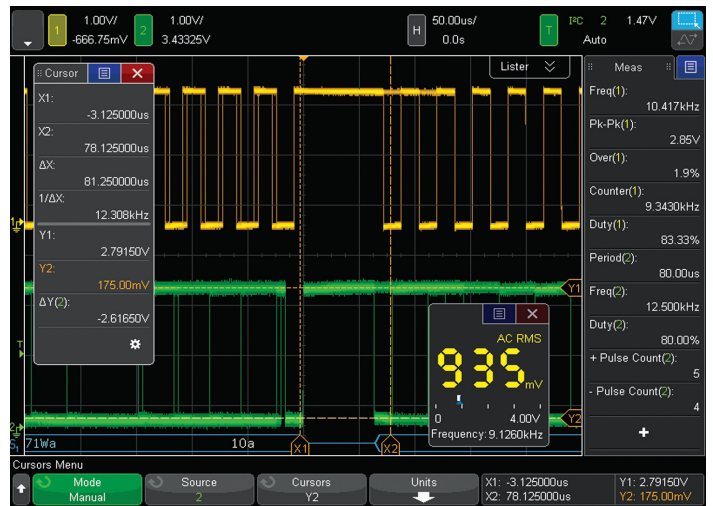 1 1.00V/ 2 1.00V/ H 50.00us/ T I²C 2 1.47V
-666.75mV 3.43325V 0.0s Auto
Lister
Cursor
X1:
-3.125000us
X2:
78.125000us
ΔX:
81.250000us
1/ΔX:
12.308kHz
Y1:
2.79150V
Y2:
175.00mV
ΔY(2):
-2.61650V
Meas
Freq(1):
10.417kHz
Pk-Pk(1):
2.85V
Over(1):
1.9%
Counter(1):
9.3430kHz
Duty(1):
83.33%
Period(2):
80.00us
Freq(2):
12.500kHz
Duty(2):
80.00%
+ Pulse Count(2):
5
- Pulse Count(2):
4
+
1
Y1
T
AC RMS
935 mV
0 4.00V
Frequency: 9.1260kHz
2
Y2
S1 71Wa 10a
X1 X2
Cursors Menu
Mode Source Cursors Units X1: -3.125000us Y1: 2.79150V
Manual 2 Y2 X2: 78.125000us Y2: 175.00mV